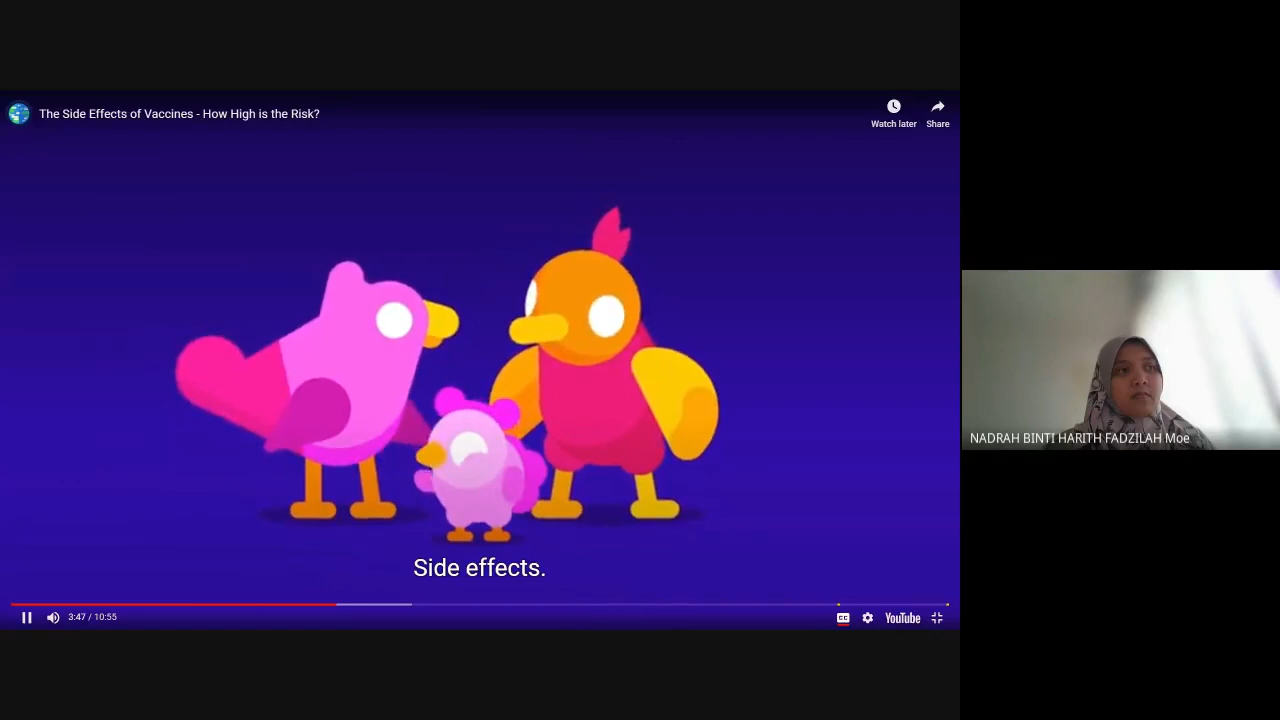 The Side Effects of Vaccines - How High is the Risk?
Watch later
Share
NADRAH BINTI HARITH FADZILAH Moe
Side effects.
3:47 / 10:55
CC
YouTube